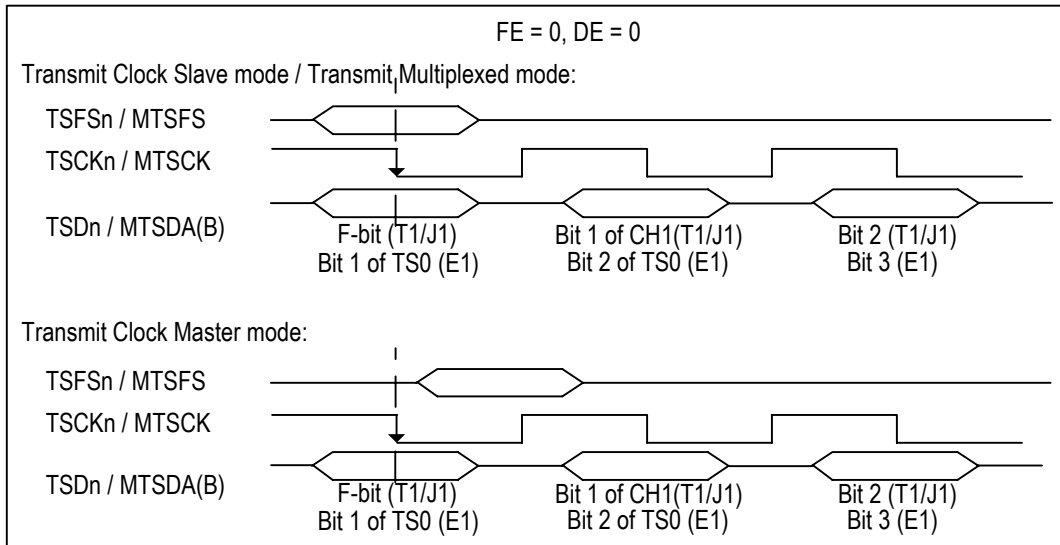 FE = 0, DE = 0
Transmit Clock Slave mode / Transmit Multiplexed mode:
TSFSn / MTSFS
TSCKn / MTSCK
TSDn / MTSDA(B)
F-bit (T1/J1) Bit 1 of CH1(T1/J1) Bit 2 (T1/J1)
Bit 1 of TS0 (E1) Bit 2 of TS0 (E1) Bit 3 (E1)
Transmit Clock Master mode:
TSFSn / MTSFS
TSCKn / MTSCK
TSDn / MTSDA(B)
F-bit (T1/J1) Bit 1 of CH1(T1/J1) Bit 2 (T1/J1)
Bit 1 of TS0 (E1) Bit 2 of TS0 (E1) Bit 3 (E1)